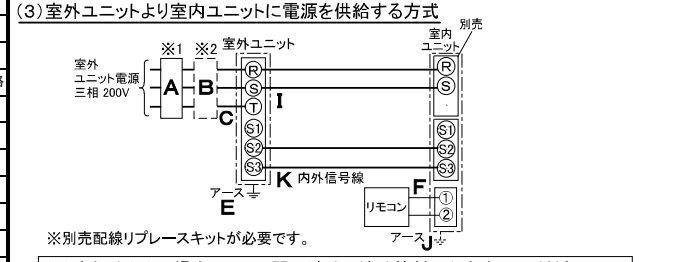 (3)室外ユニットより室内ユニットに電源を供給する方式
別売
※1 ※2 室外ユニット
室内
ユニット
室外
ユニット電源
三相 200V
A B
R
S
T
S1
S2
S3
C
I
R
S
S1
S2
S3
K 内外信号線
アース
E
F
リモコン
①
②
アース
J
※別売配線リプレースキットが必要です。